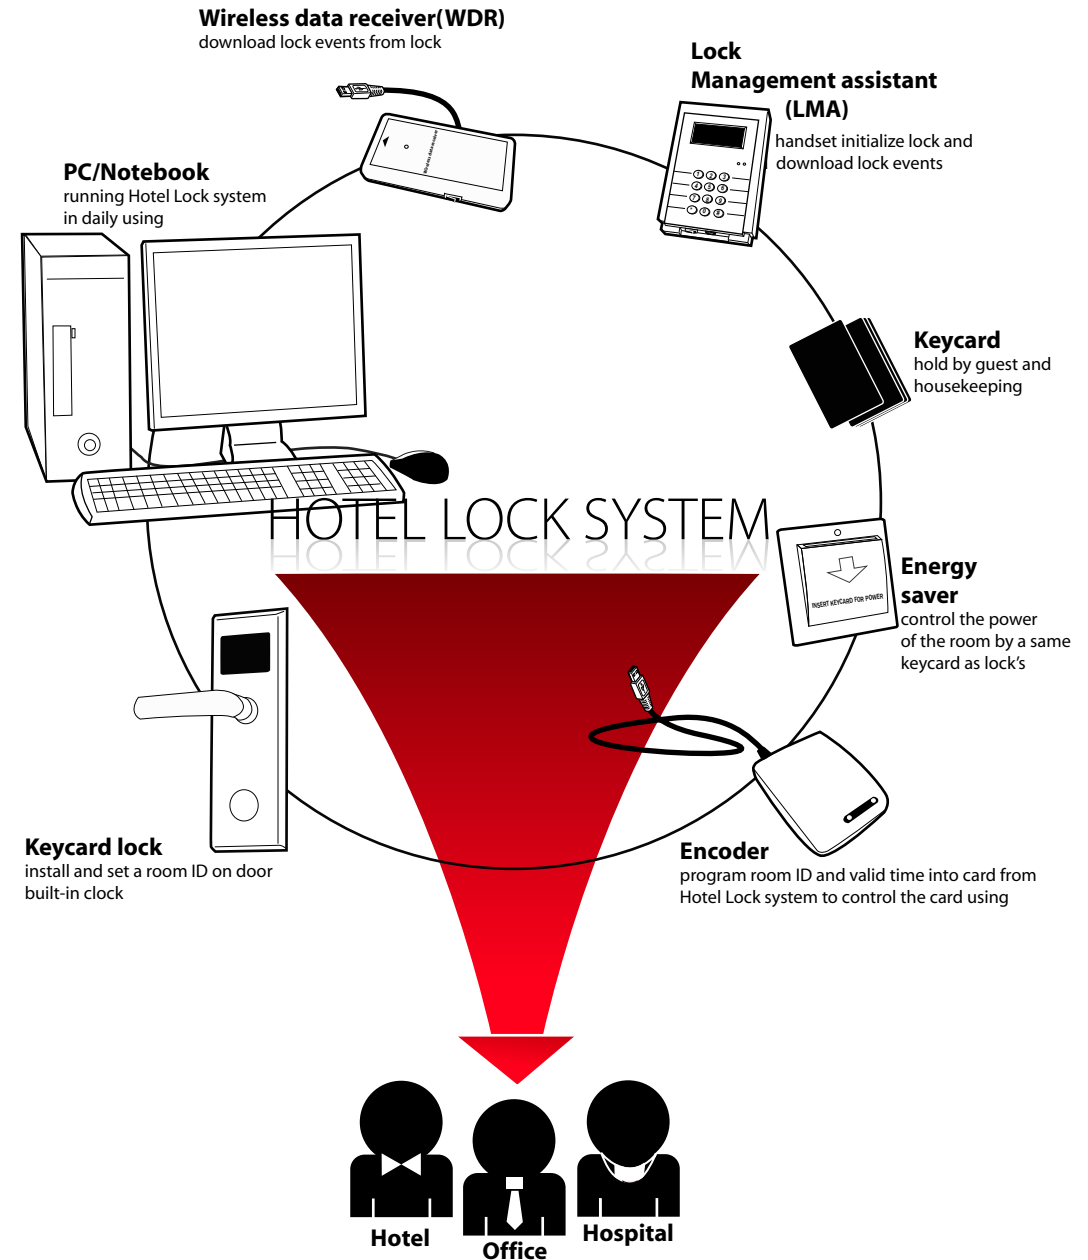 Wireless data receiver(WDR)
download lock events from lock
Lock
Management assistant
(LMA)
handset initialize lock and
download lock events
PC/Notebook
running Hotel Lock system
in daily using
Keycard
hold by guest and
housekeeping
HOTEL LOCK SYSTEM
INSERT KEYCARD FOR POWER
Energy
saver
control the power
of the room by a same
keycard as lock's
Keycard lock
install and set a room ID on door
built-in clock
Encoder
program room ID and valid time into card from
Hotel Lock system to control the card using
Hotel
Office
Hospital